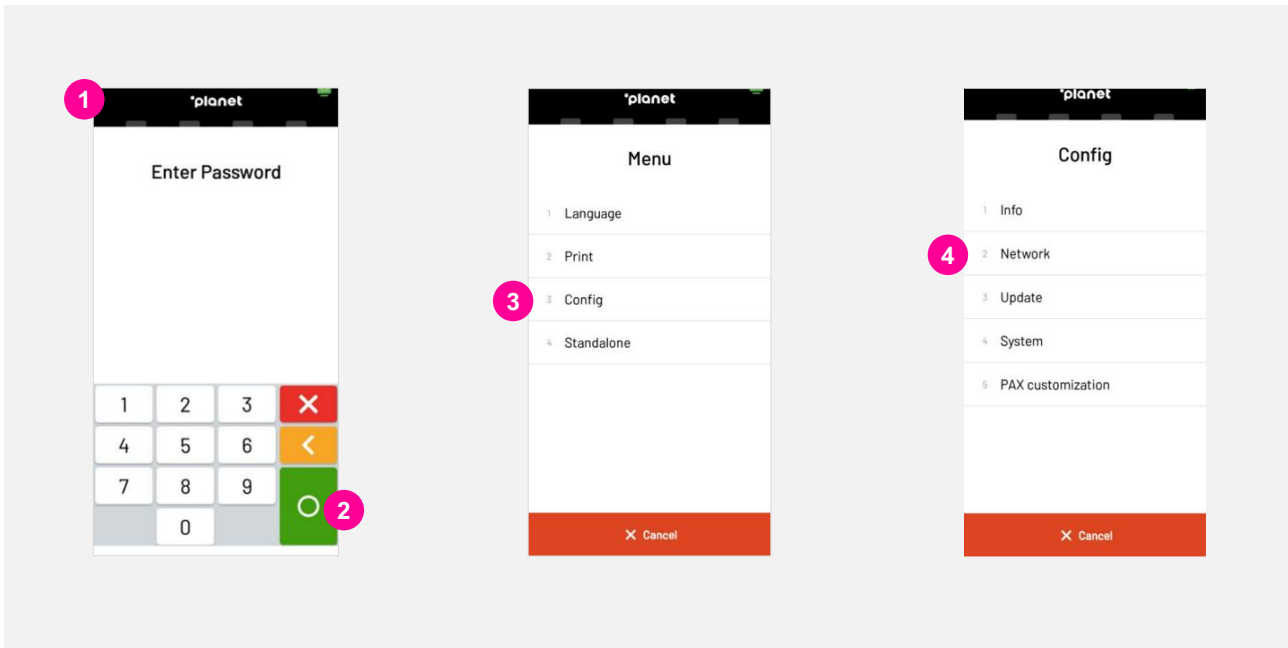 1
planet
Enter Password
1 2 3
4 5 6
7 8 9
0
2
planet
Menu
1 Language
2 Print
3 3 Config
4 Standalone
Cancel
planet
Config
1 Info
4 2 Network
3 Update
4 System
5 PAX customization
Cancel